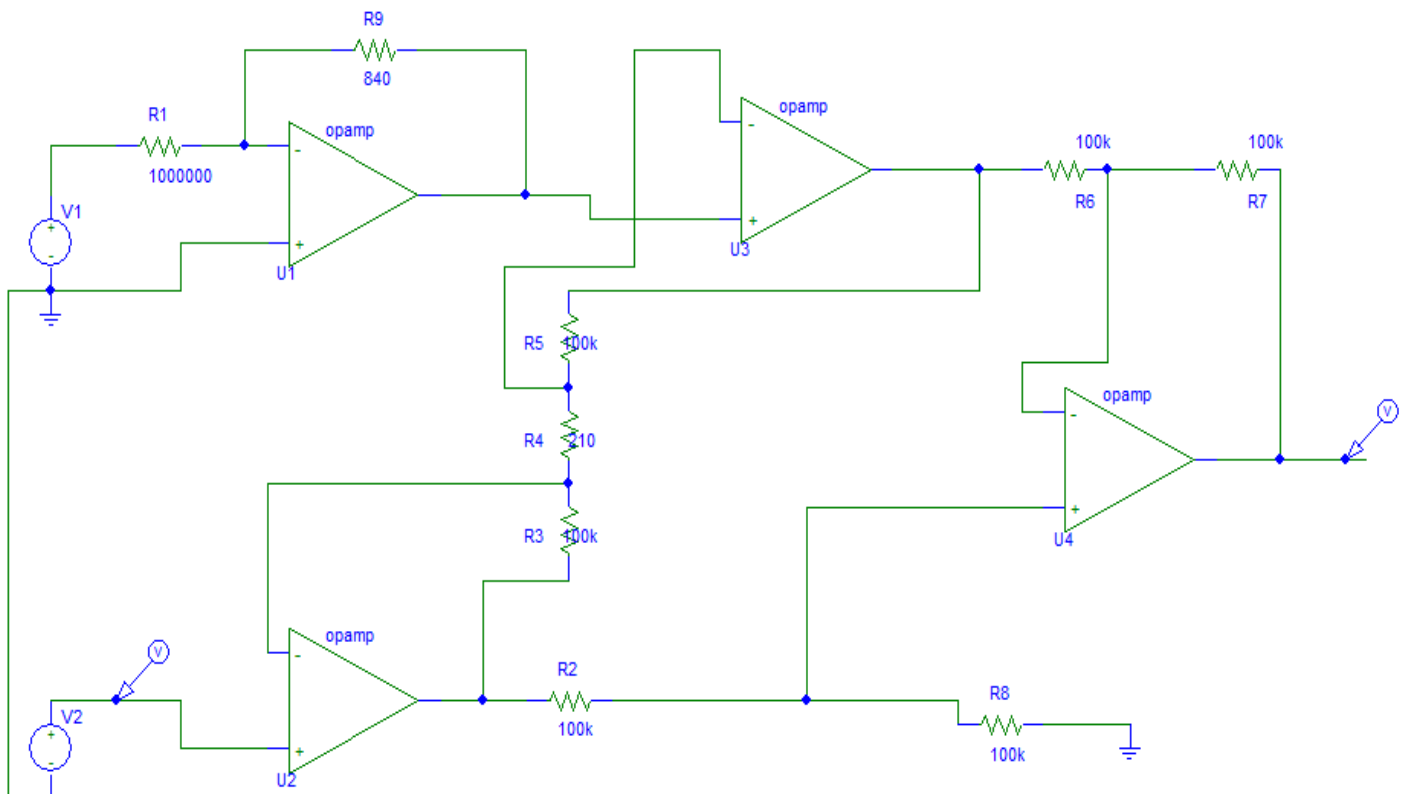 R9
840
R1
1000000
opamp
-
+
U1
V1
+
-
opamp
-
+
U3
100k
R6
100k
R7
R5
100k
R4
210
R3
100k
opamp
-
+
U4
V
V
V2
+
-
opamp
-
+
U2
R2
100k
R8
100k